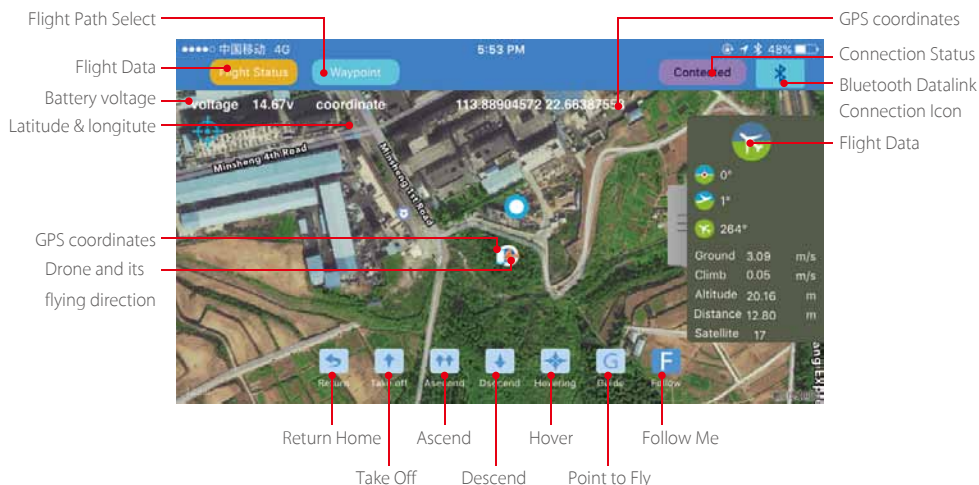 Flight Path Select
GPS coordinates
中国移动 4G
5:53 PM
48%
Flight Data
Flight Status
Waypoint
Contented
Connection Status
Battery voltage
voltage 14.67v coordinate 113.88904572 22.66387553
Bluetooth Datalink
Connection Icon
Latitude & longitute
Flight Data
Minsheng 4th Road
Minsheng 1st Road
0°
1°
264°
GPS coordinates
Drone and its
flying direction
Ground 3.09 m/s
Climb 0.05 m/s
Altitude 20.16 m
Distance 12.80 m
Satellite 17
G
F
Return
Take off
Asecend
Dsecend
Hovering
Guide
Follow
Return Home
Ascend
Hover
Follow Me
Take Off
Descend
Point to Fly